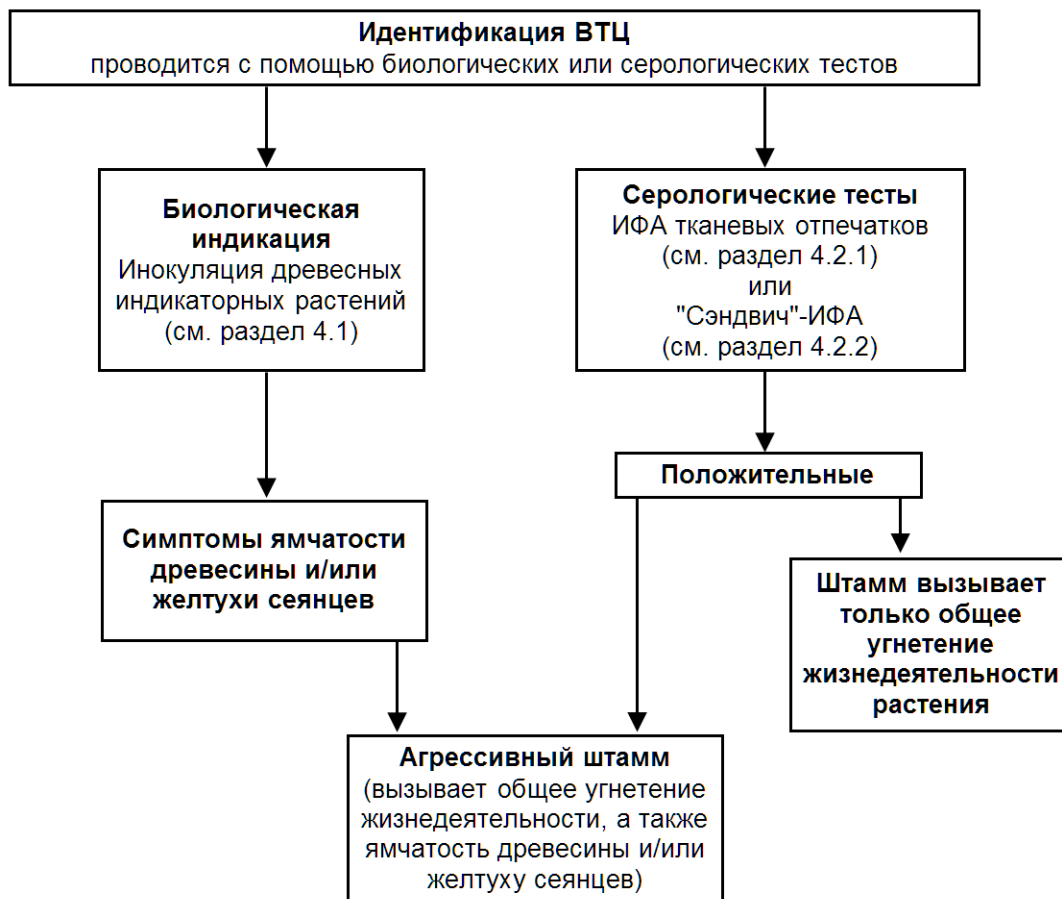 Идентификация ВТЦ
проводится с помощью биологических или серологических тестов
Биологическая
индикация
Инокуляция древесных
индикаторных растений
(см. раздел 4.1)
Серологические тесты
ИФА тканевых отпечатков
(см. раздел 4.2.1)
или
"Сэндвич"-ИФА
(см. раздел 4.2.2)
Положительные
Симптомы ямчатости
древесины и/или
желтухи сеянцев
Штамм вызывает
только общее
угнетение
жизнедеятельности
растения
Агрессивный штамм
(вызывает общее угнетение
жизнедеятельности, а также
ямчатость древесины и/или
желтуху сеянцев)